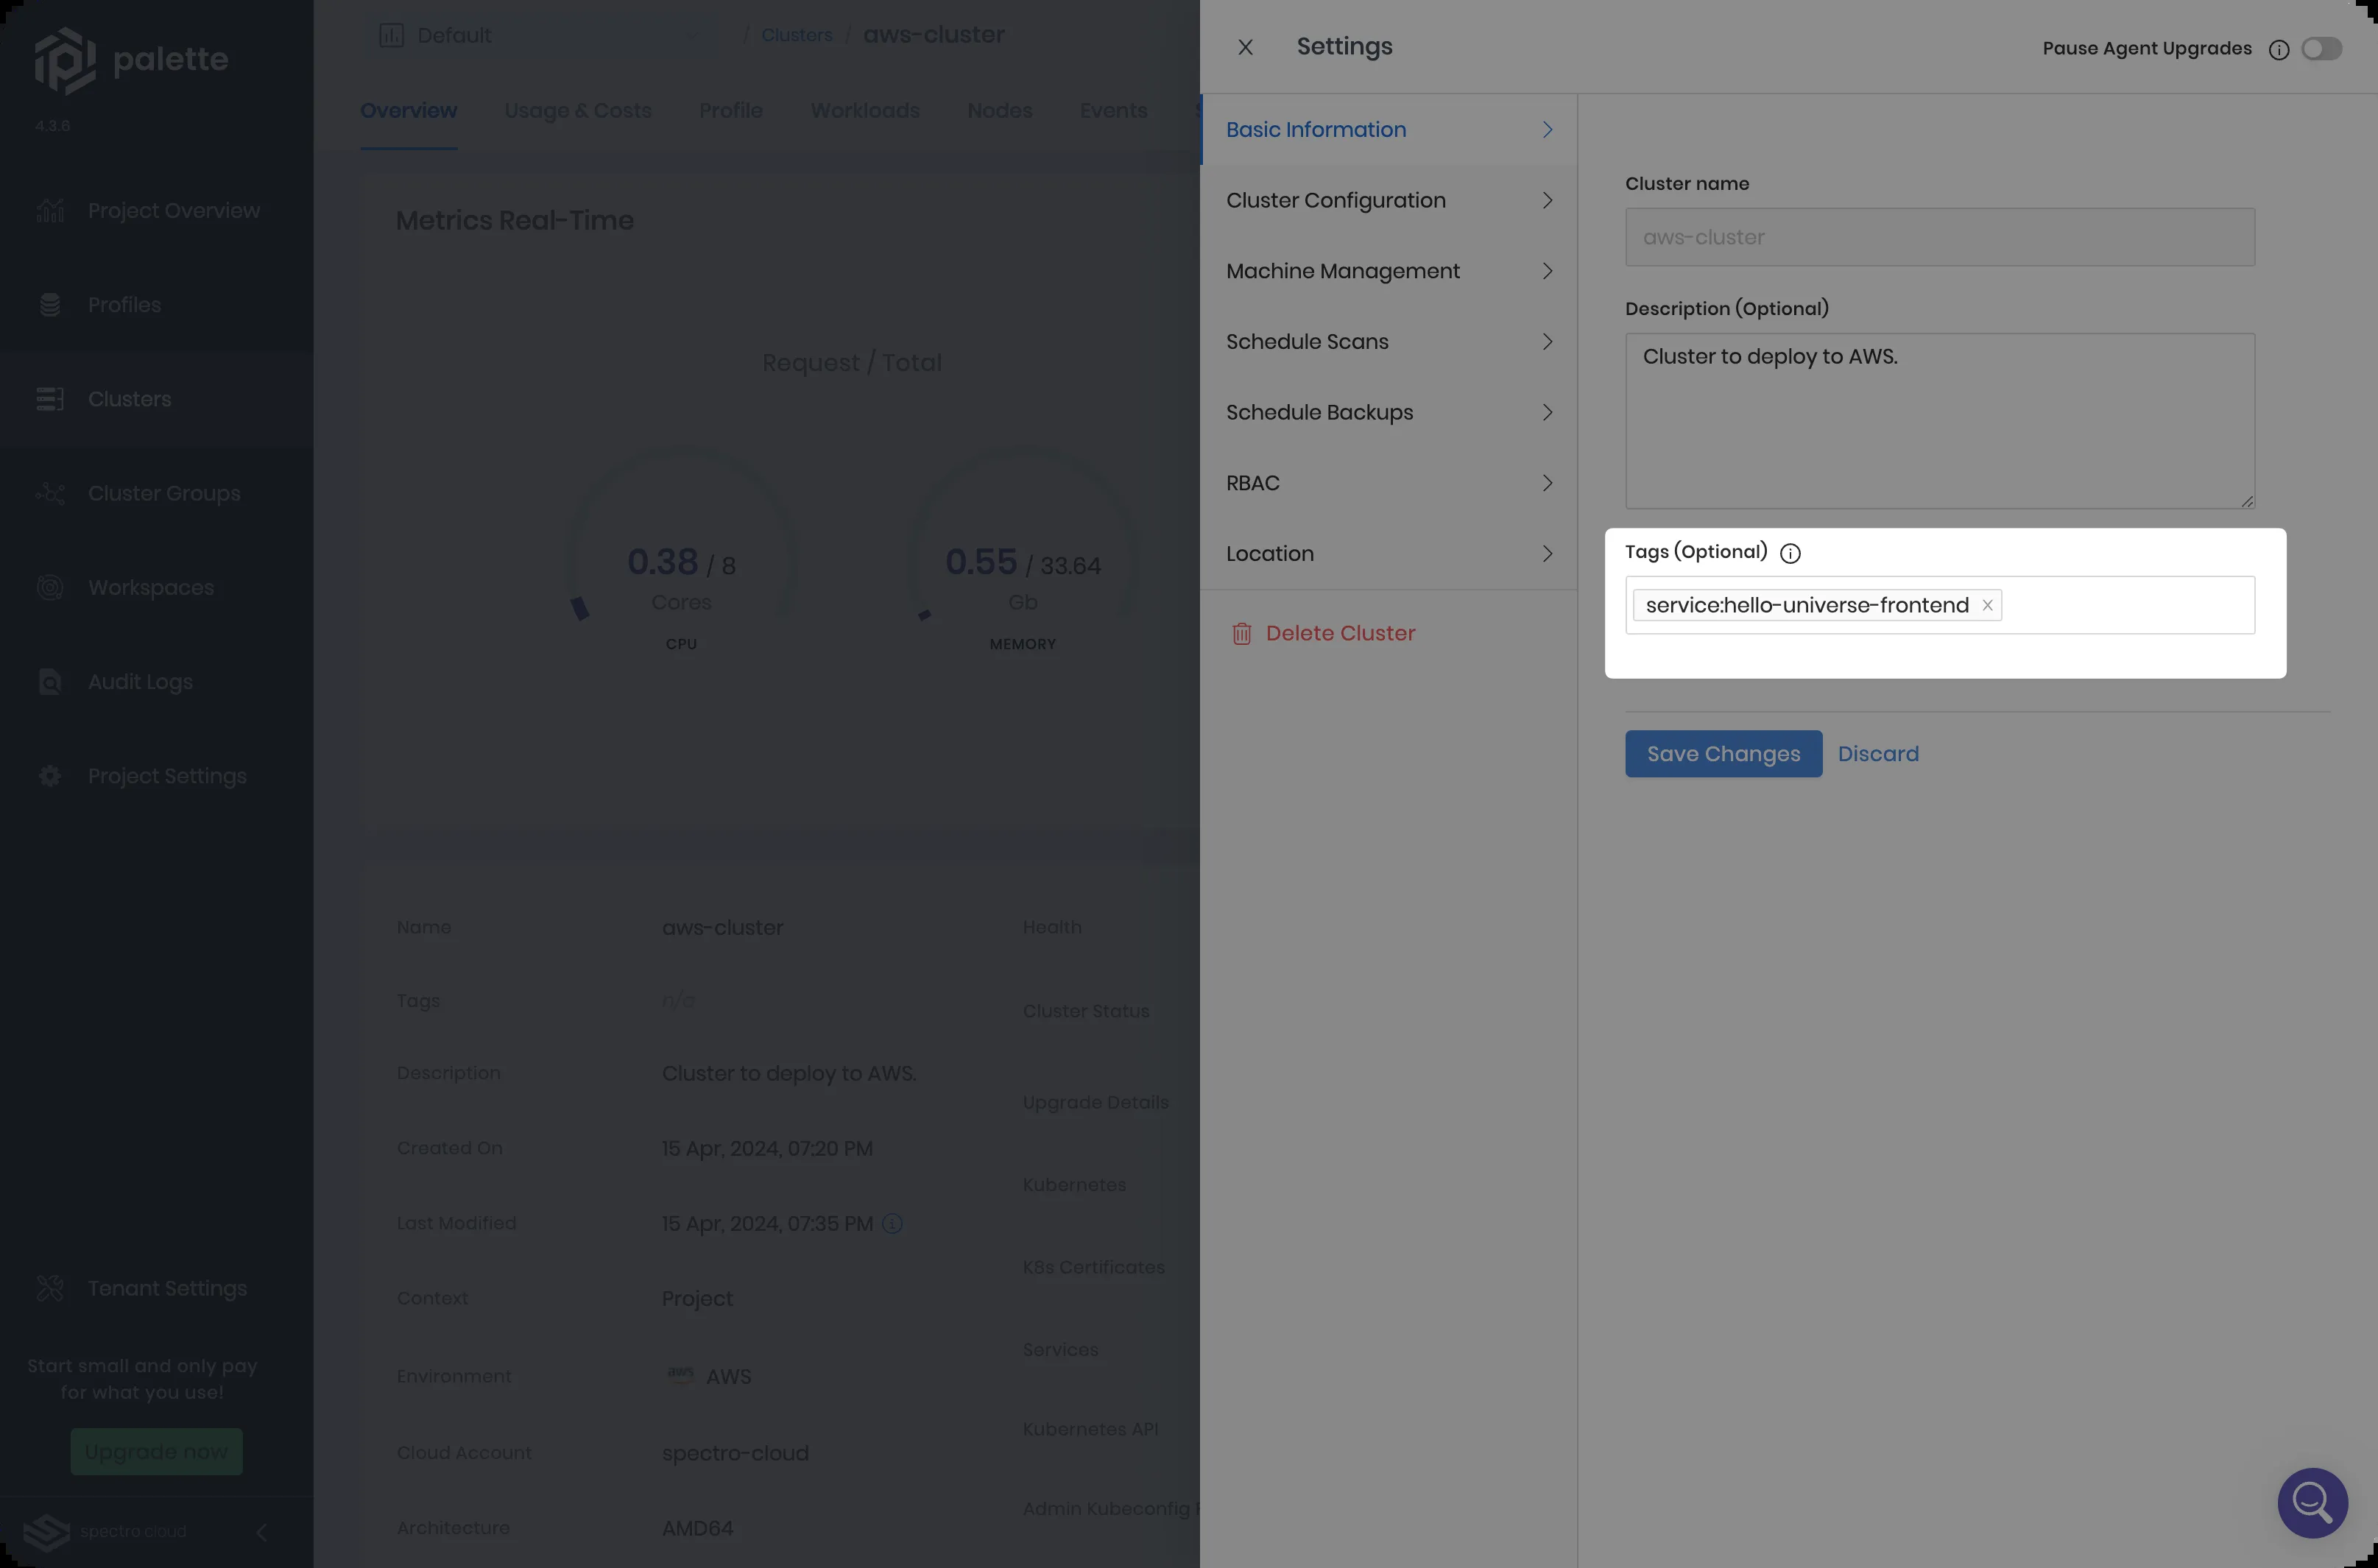 palette
4.3.6
Project Overview
Profiles
Clusters
Cluster Groups
Workspaces
Audit Logs
Project Settings
Tenant Settings
Start small and only pay
for what you use!
Upgrade now
spectro cloud
Default
/ Clusters / aws-cluster
Overview Usage & Costs Profile Workloads Nodes Events
Metrics Real-Time
Request / Total
0.38 / 8
Cores
CPU
0.55 / 33.64
Gb
MEMORY
Name aws-cluster
Tags n/a
Description Cluster to deploy to AWS.
Created On 15 Apr, 2024, 07:20 PM
Last Modified 15 Apr, 2024, 07:35 PM
Context Project
Environment aws AWS
Cloud Account spectro-cloud
Architecture AMD64
Health
Cluster Status
Upgrade Details
Kubernetes
K8s Certificates
Services
Kubernetes API
Admin Kubeconfig
Settings
Pause Agent Upgrades
Basic Information
Cluster Configuration
Machine Management
Schedule Scans
Schedule Backups
RBAC
Location
Delete Cluster
Cluster name
aws-cluster
Description (Optional)
Cluster to deploy to AWS.
Tags (Optional)
service:hello-universe-frontend
Save Changes Discard